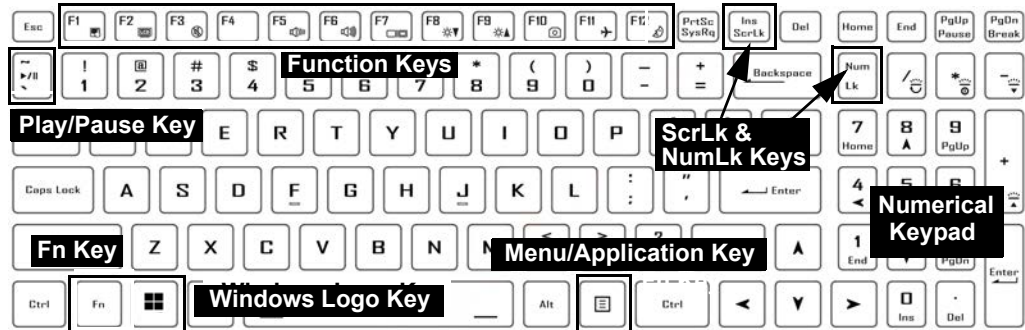 Esc F1 F2 F3 F4 F5 F6 F7 F8 F9 F10 F11 F12 PrtSc Ins Del Home End PgUp PgDn
SysRq ScrLk Pause Break
~ ! @ # $ * ( ) — + Backspace Num / * -
` 1 2 3 4 5 6 7 8 9 0 - = Lk
Function Keys
Play/Pause Key E R T Y U I O P
ScrLk &
NumLk Keys
7 8 9 +
Home PgUp
Caps Lock A S D F G H J K L : " Enter 4 5 6
; '
Numerical
Keypad
Fn Key Z X C V B N Menu/Application Key 1
End PgDn
Enter
Ctrl Fn Windows Logo Key Alt Ctrl 0 .
Ins Del